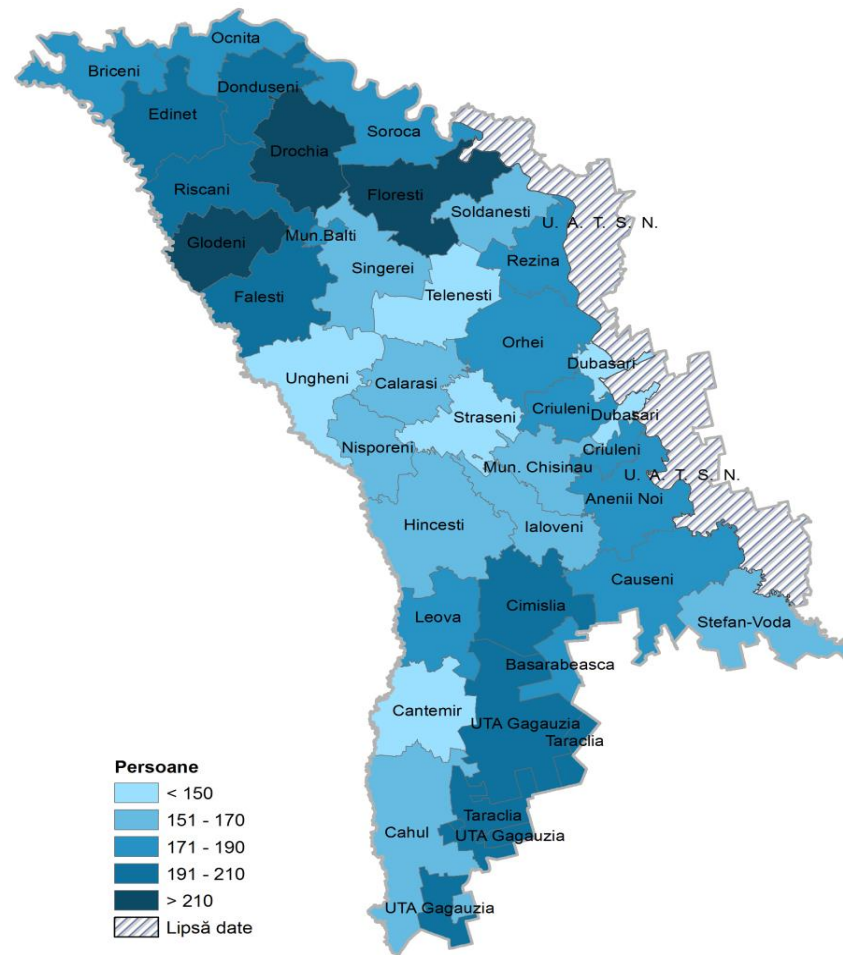 Ocnita
Briceni
Donduseni
Edinet
Soroca
Drochia
Riscani
Floresti
Soldanesti
U. A. T. S. N.
Glodeni
Mun.Balti
Singerei
Rezina
Falesti
Telenesti
Orhei
Dubasari
Ungheni
Calarasi
Criuleni
Straseni
Dubasari
Nisporeni
Criuleni
Mun. Chisinau
U. A. T. S. N.
Anenii Noi
Hincesti
Ialoveni
Causeni
Cimislia
Leova
Stefan-Voda
Basarabeasca
Cantemir
UTA Gagauzia
Taraclia
Taraclia
Cahul
UTA Gagauzia
UTA Gagauzia
Persoane
< 150
151 - 170
171 - 190
191 - 210
> 210
Lipsă date